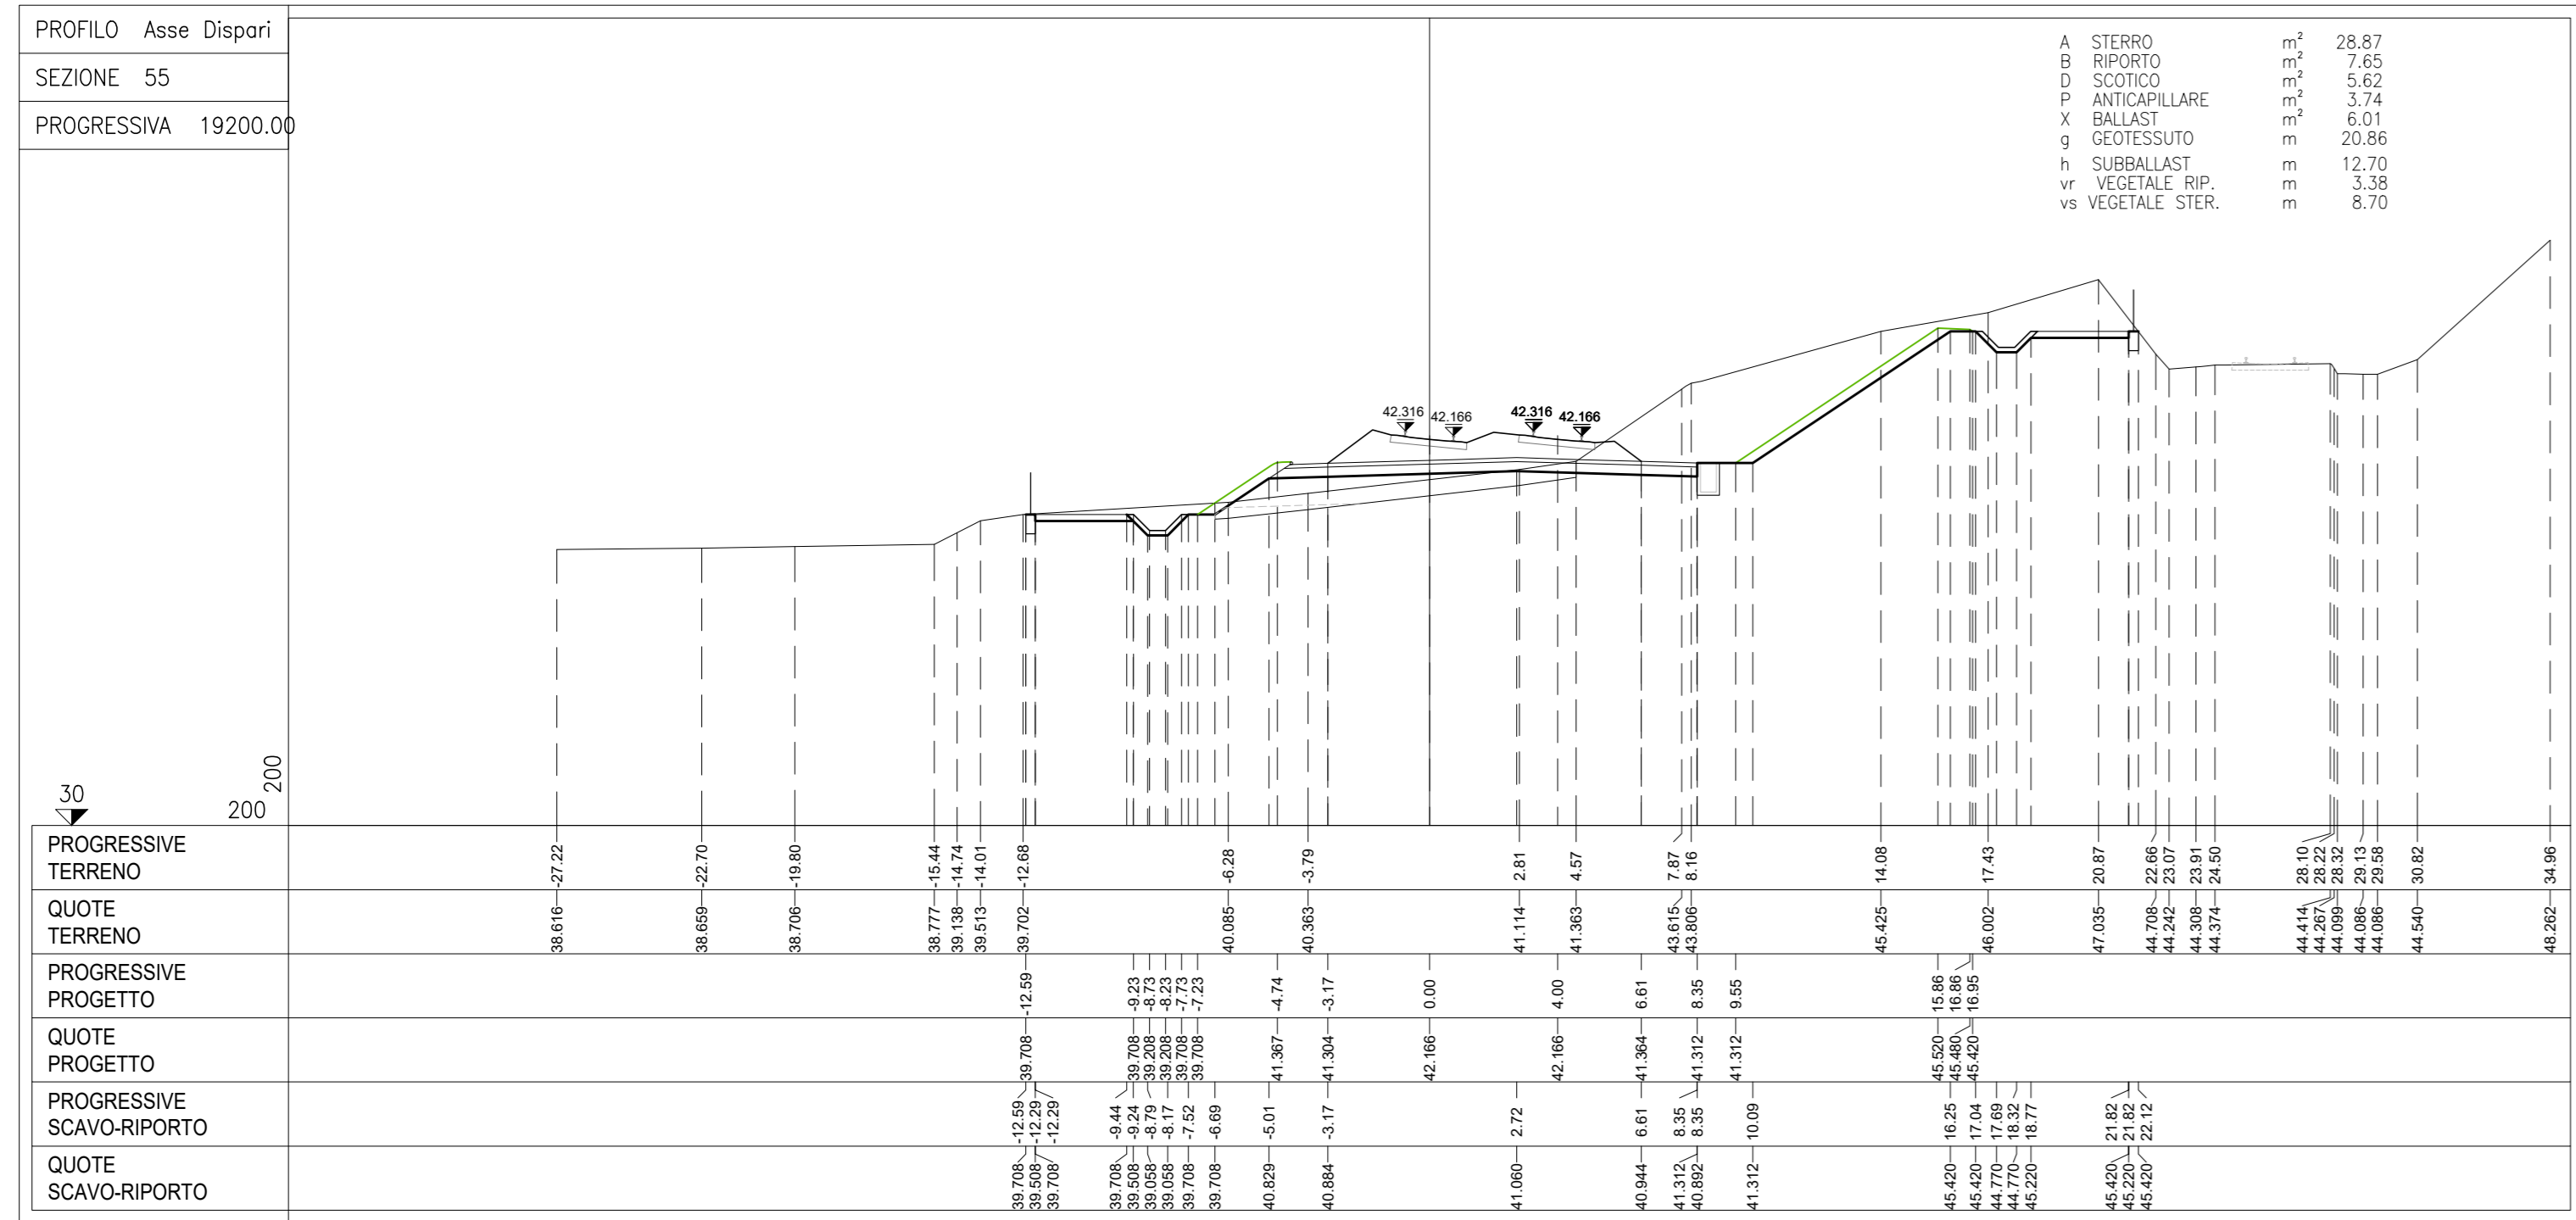 PROFILO Asse Dispari
SEZIONE 55
PROGRESSIVA 19200.00
A STERRO m² 28.87
B RIPORTO m² 7.65
D SCOTICO m² 5.62
P ANTICAPILLARE m² 3.74
X BALLAST m² 6.01
g GEOTESSUTO m 20.86
h SUBBALLAST m 12.70
vr VEGETALE RIP. m 3.38
vs VEGETALE STER. m 8.70
42.316 42.166 42.316 42.166
200
30
200
PROGRESSIVE
TERRENO
-27.22 -22.70 -19.80 -15.44 -14.74 -14.01 -12.68 -6.28 -3.79 2.81 4.57 7.87 8.16 14.08 17.43 20.87 22.66 23.07 23.91 24.50 28.10 28.22 28.32 29.13 29.58 30.82 34.96
QUOTE
TERRENO
38.616 38.659 38.706 38.777 39.138 39.513 39.702 40.085 40.363 41.114 41.363 43.615 43.806 45.425 46.002 47.035 44.708 44.242 44.308 44.374 44.414 44.267 44.099 44.086 44.086 44.540 48.262
PROGRESSIVE
PROGETTO
-12.59 -9.23 -8.73 -8.23 -7.73 -7.23 -4.74 -3.17 0.00 4.00 6.61 8.35 9.55 15.86 16.86 16.95
QUOTE
PROGETTO
39.708 39.708 39.208 39.208 39.708 39.708 41.367 41.304 42.166 42.166 41.364 41.312 41.312 45.520 45.480 45.420
PROGRESSIVE
SCAVO-RIPORTO
-12.59 -12.29 -12.29 -9.44 -9.24 -8.79 -8.17 -7.52 -6.69 -5.01 -3.17 2.72 6.61 8.35 8.35 10.09 16.25 17.04 17.69 18.32 18.77 21.82 21.82 22.12
QUOTE
SCAVO-RIPORTO
39.708 39.508 39.708 39.708 39.508 39.058 39.058 39.708 39.708 40.829 40.884 41.060 40.944 41.312 40.892 41.312 45.420 45.420 44.770 44.770 45.220 45.420 45.220 45.420